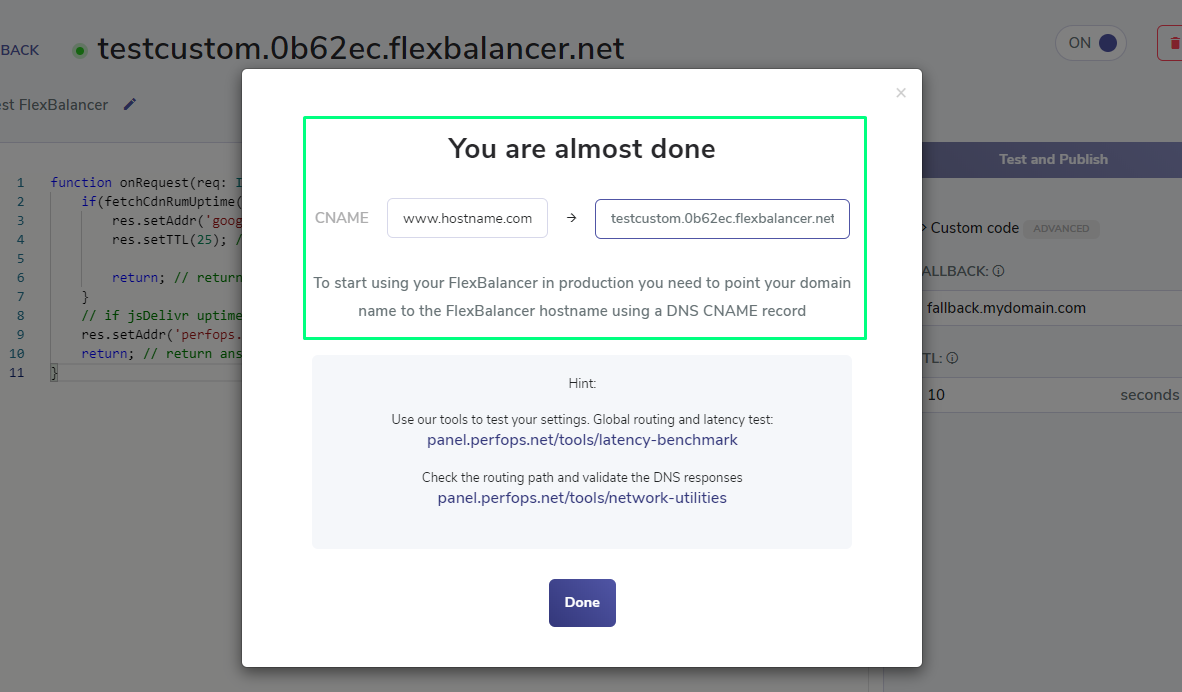 BACK
testcustom.0b62ec.flexbalancer.net
ON
est FlexBalancer
×
You are almost done
CNAME www.hostname.com → testcustom.0b62ec.flexbalancer.net
To start using your FlexBalancer in production you need to point your domain
name to the FlexBalancer hostname using a DNS CNAME record
Hint:
Use our tools to test your settings. Global routing and latency test:
panel.perfops.net/tools/latency-benchmark
Check the routing path and validate the DNS responses
panel.perfops.net/tools/network-utilities
Done
1 function onRequest(req: I
2 if(fetchCdnRumUptime(
3 res.setAddr('goog
4 res.setTTL(25); /
5
6 return; // return
7 }
8 // if jsDelivr uptime
9 res.setAddr('perfops.
10 return; // return ans
11 }
Test and Publish
Custom code ADVANCED
ALLBACK:
fallback.mydomain.com
TL:
10 seconds